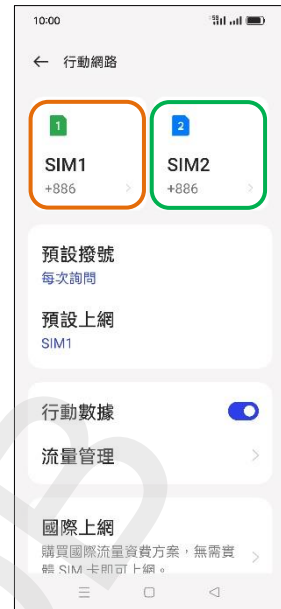 10:00
行動網路
1
2
SIM1
SIM2
+886
+886
預設撥號
每次詢問
預設上網
SIM1
行動數據
流量管理
國際上網
購買國際流量資費方案，無需實
體 SIM 卡即可上網。